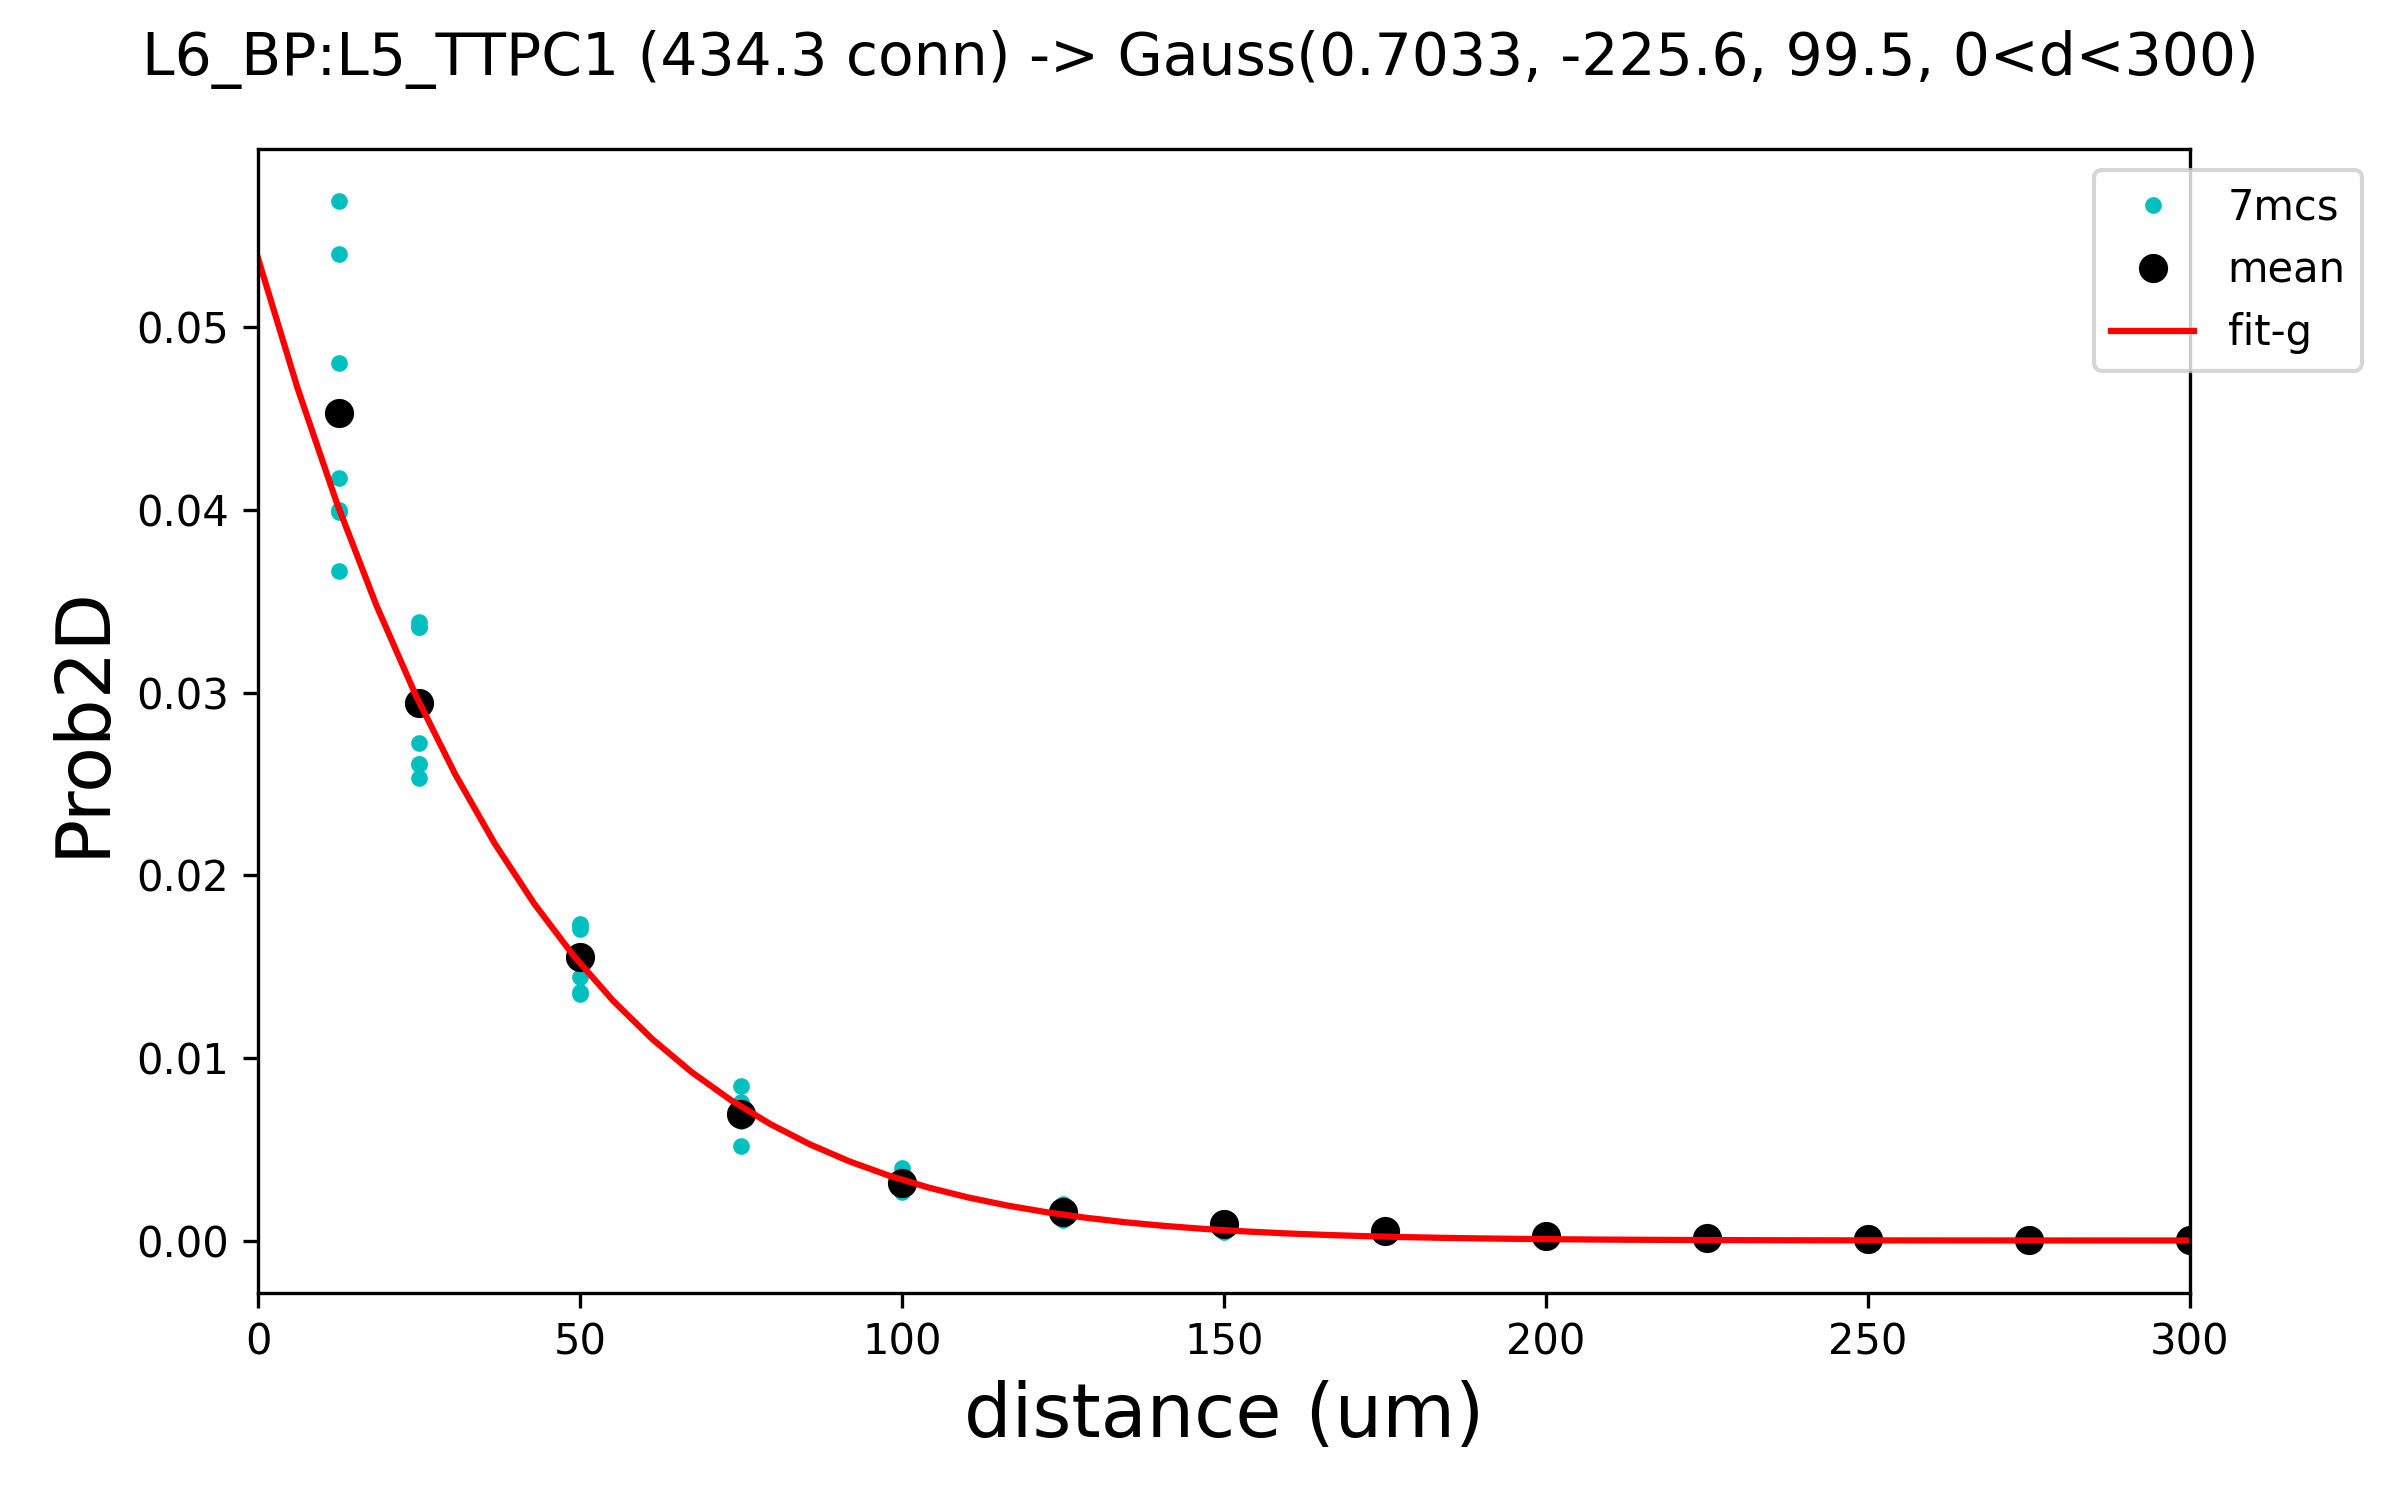 L6_BP:L5_TTPC1 (434.3 conn) -> Gauss(0.7033, -225.6, 99.5, 0<d<300)
7mcs
mean
fit-g
Prob2D
0.05
0.04
0.03
0.02
0.01
0.00
0 50 100 150 200 250 300
distance (um)